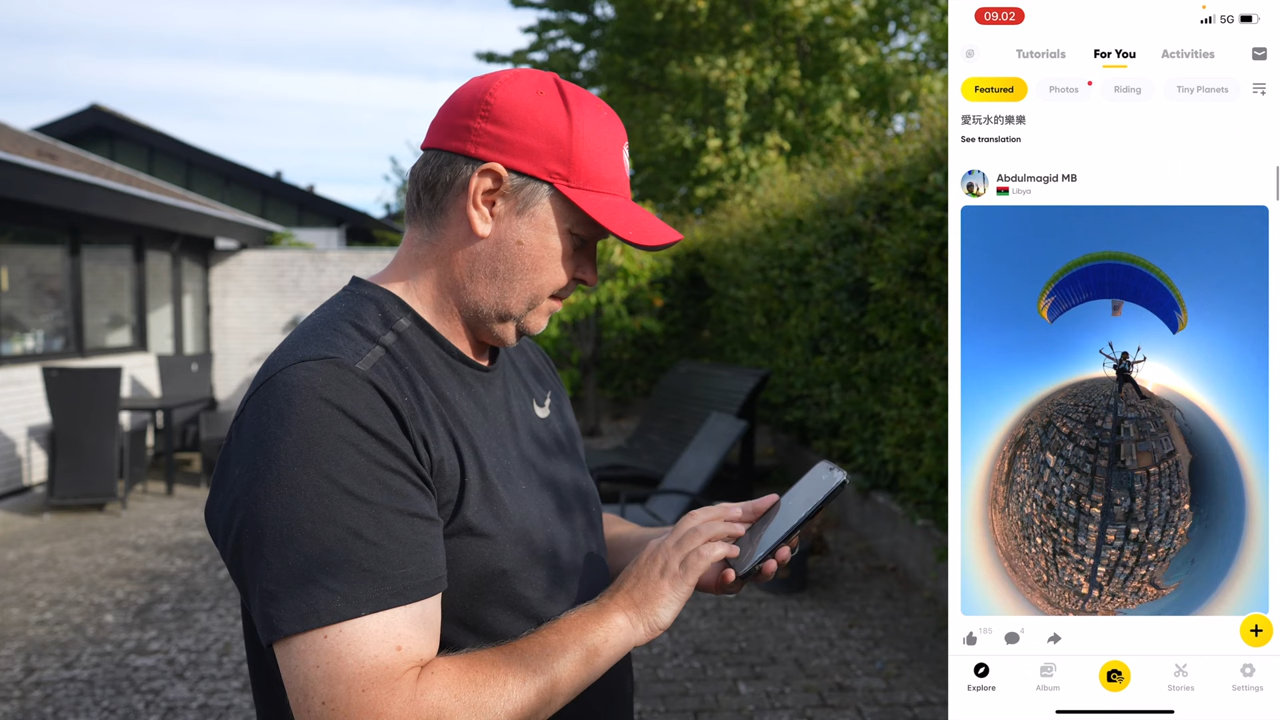 09.02
5G
Tutorials
For You
Activities
Featured
Photos
Riding
Tiny Planets
愛玩水的樂樂
See translation
Abdulmagid MB
Libya
185
4
Explore
Album
Stories
Settings